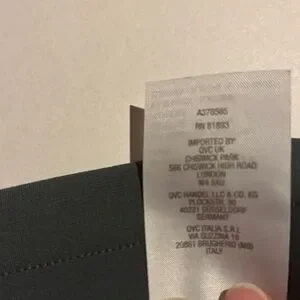 A378585
RN 81893
IMPORTED BY:
QVC UK
CHISWICK PARK
566 CHISWICK HIGH ROAD
LONDON
W4 5AU
QVC HANDEL LLC & CO. KG
PLOCKSTR. 30
40221 DUSSELDORF
GERMANY
QVC ITALIA S.R.L
VIA GUZZINA 18
20861 BRUGHERIO (MB)
ITALY